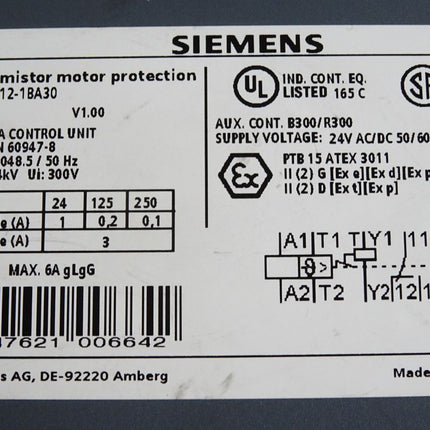 SIEMENS
mistor motor protection
12-1BA30
V1.00
A CONTROL UNIT
N 60947-8
048.5 / 50 Hz
kV Ui: 300V
24 125 250
e (A) 1 0,2 0,1
e (A) 3
MAX. 6A gLgG
7621 006642
s AG, DE-92220 Amberg
UL IND. CONT. EQ.
LISTED 165 C
AUX. CONT. B300/R300
SUPPLY VOLTAGE: 24V AC/DC 50/60
Ex PTB 15 ATEX 3011
II (2) G [Ex e][Ex d][Ex
II (2) D [Ex t][Ex p]
A1 T1 T Y1 11
ϑ
A2 T2 Y2 12 1
Made